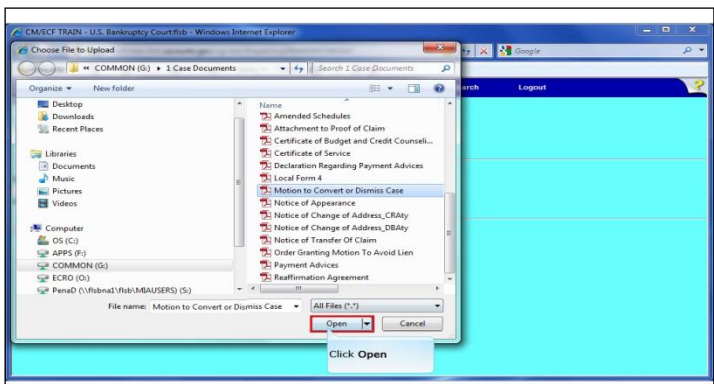 CM/ECF TRAIN - U.S. Bankruptcy Court:flsb - Windows Internet Explorer
Choose File to Upload
« COMMON (G:) ▸ 1 Case Documents
Search 1 Case Documents
Google
Organize
New folder
arch
Logout
Desktop
Downloads
Recent Places
Libraries
Documents
Music
Pictures
Videos
Computer
OS (C:)
APPS (F:)
COMMON (G:)
ECRO (O:)
PenaD (\\flsbna1\flsb\MIAUSERS) (S:)
Name
Amended Schedules
Attachment to Proof of Claim
Certificate of Budget and Credit Counseli...
Certificate of Service
Declaration Regarding Payment Advices
Local Form 4
Motion to Convert or Dismiss Case
Notice of Appearance
Notice of Change of Address_CRAty
Notice of Change of Address_DBAty
Notice of Transfer Of Claim
Order Granting Motion To Avoid Lien
Payment Advices
Reaffirmation Agreement
File name: Motion to Convert or Dismiss Case
All Files (*.*)
Open
Cancel
Click Open